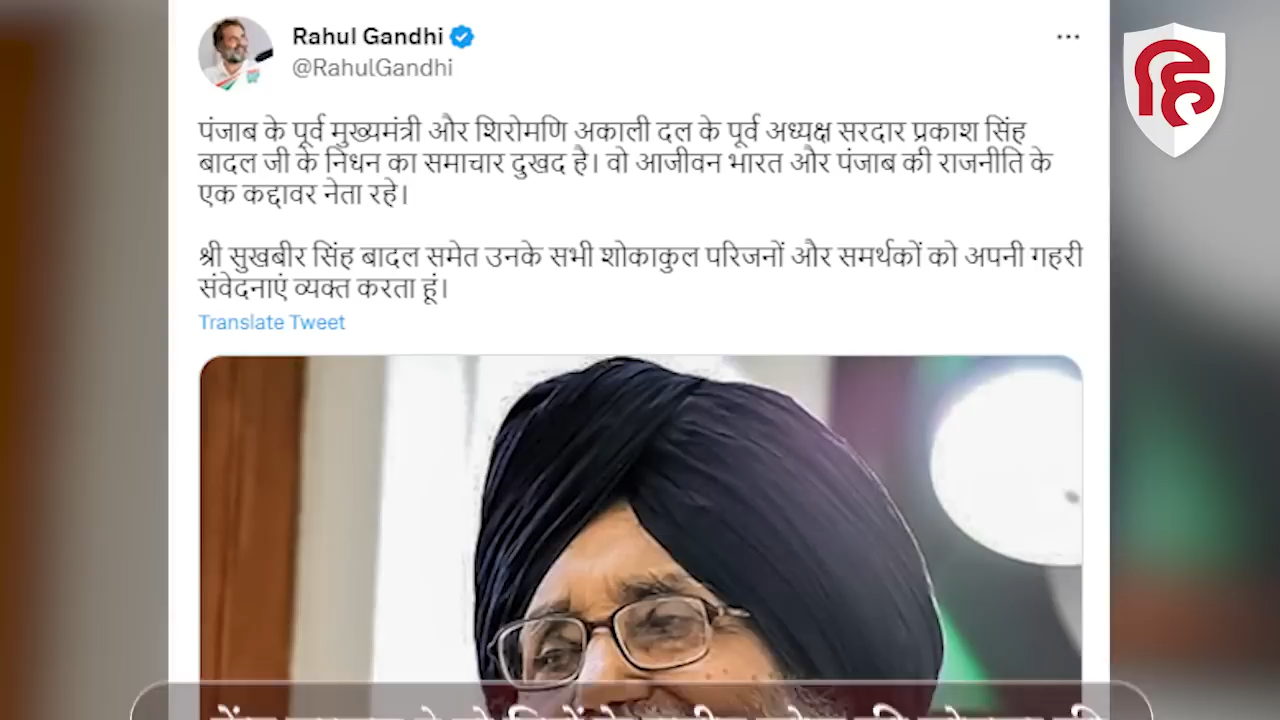 Rahul Gandhi
@RahulGandhi
पंजाब के पूर्व मुख्यमंत्री और शिरोमणि अकाली दल के पूर्व अध्यक्ष सरदार प्रकाश सिंह
बादल जी के निधन का समाचार दुखद है। वो आजीवन भारत और पंजाब की राजनीति के
एक कद्दावर नेता रहे।
श्री सुखबीर सिंह बादल समेत उनके सभी शोकाकुल परिजनों और समर्थकों को अपनी गहरी
संवेदनाएं व्यक्त करता हूं।
Translate Tweet
हि